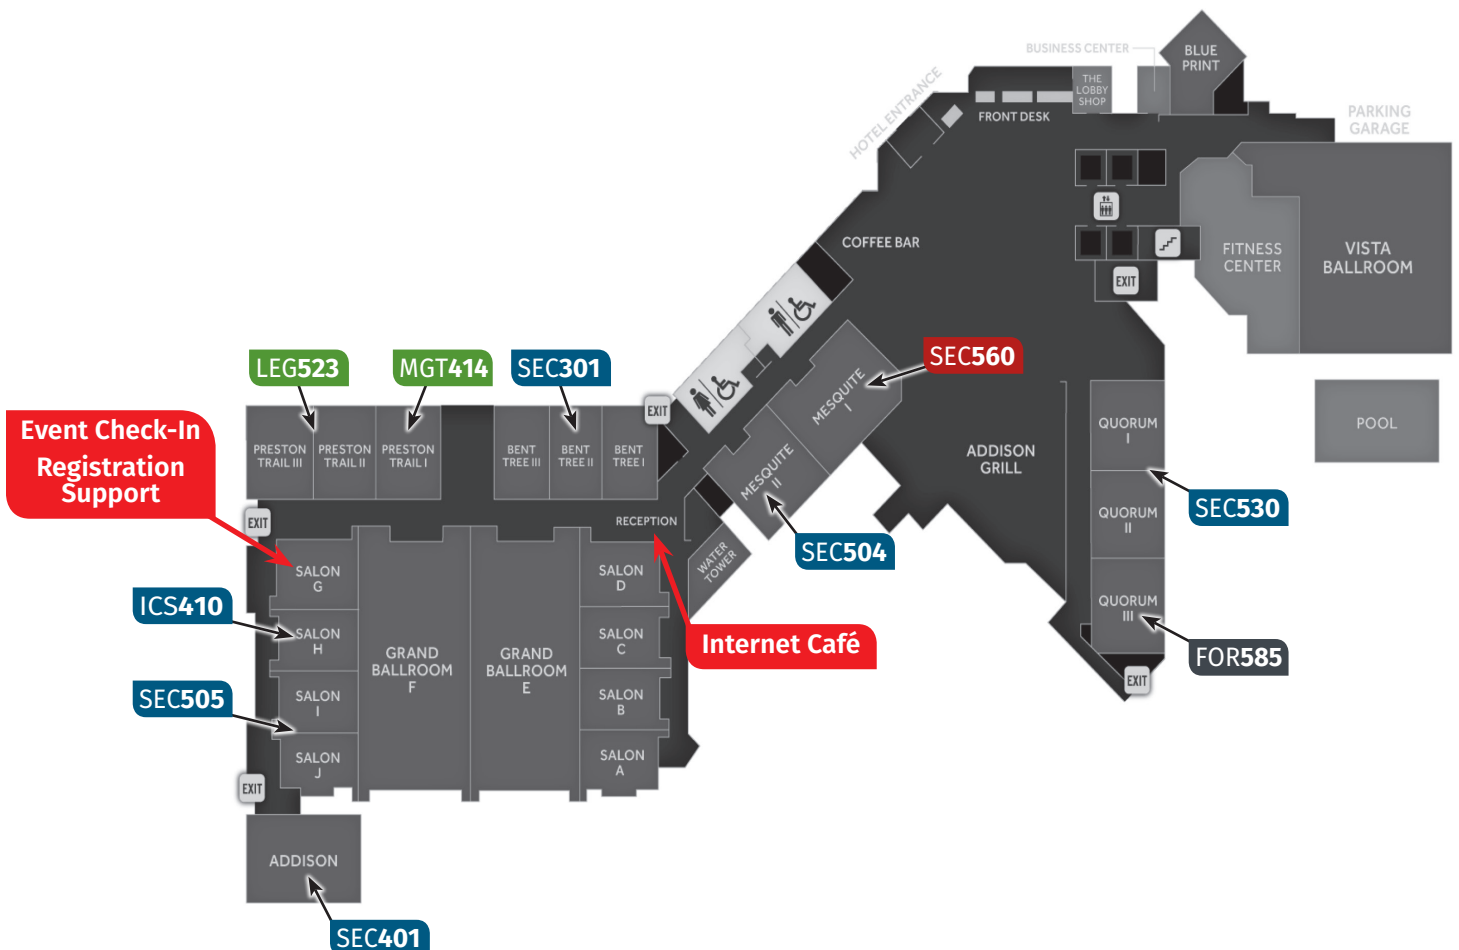 BUSINESS CENTER
BLUE
PRINT
THE
LOBBY
SHOP
HOTEL ENTRANCE
FRONT DESK
PARKING
GARAGE
COFFEE BAR
FITNESS
CENTER
VISTA
BALLROOM
EXIT
SEC560
LEG523
MGT414
SEC301
MESQUITE
I
EXIT
Event Check-In
Registration
Support
PRESTON
TRAIL III
PRESTON
TRAIL II
PRESTON
TRAIL I
BENT
TREE III
BENT
TREE II
BENT
TREE I
MESQUITE
II
ADDISON
GRILL
QUORUM
I
POOL
SEC530
EXIT
RECEPTION
QUORUM
II
SEC504
WATER
TOWER
SALON
G
SALON
D
ICS410
SALON
H
GRAND
BALLROOM
F
GRAND
BALLROOM
E
SALON
C
Internet Café
QUORUM
III
FOR585
EXIT
SEC505
SALON
I
SALON
B
SALON
J
SALON
A
EXIT
ADDISON
SEC401